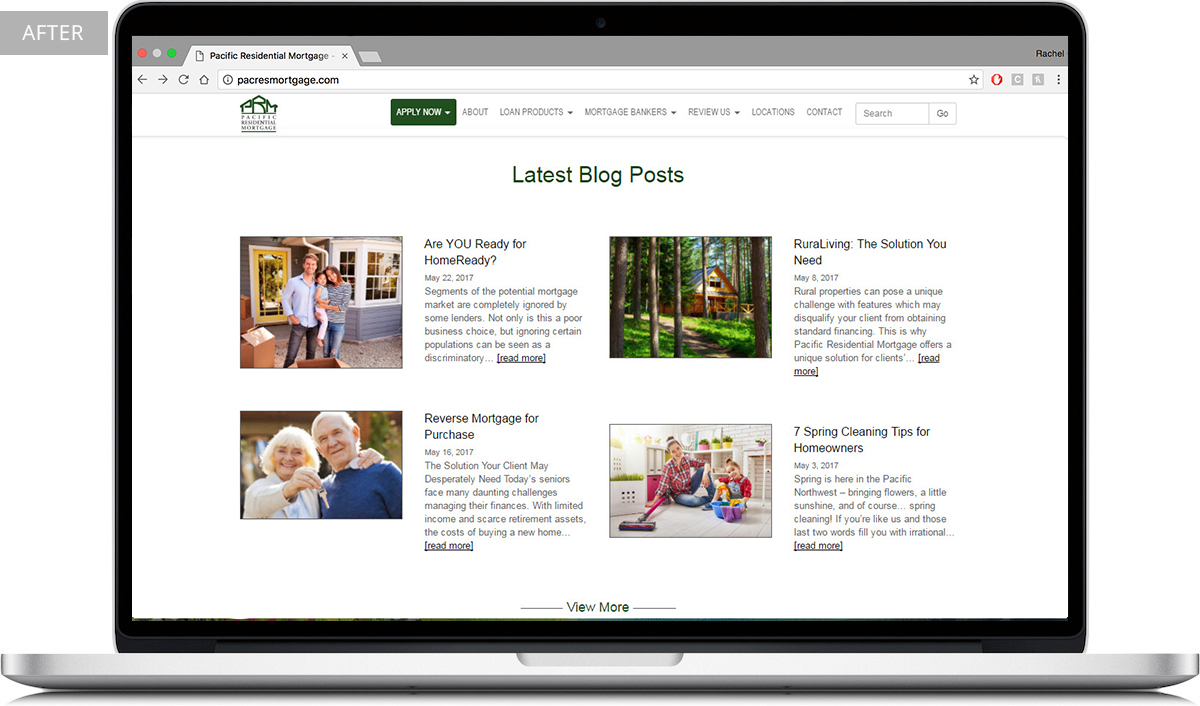 AFTER
Pacific Residential Mortgage -
Rachel
pacresmortgage.com
PACIFIC
RESIDENTIAL
MORTGAGE
APPLY NOW
ABOUT
LOAN PRODUCTS
MORTGAGE BANKERS
REVIEW US
LOCATIONS
CONTACT
Search
Go
Latest Blog Posts
Are YOU Ready for
HomeReady?
May 22, 2017
Segments of the potential mortgage
market are completely ignored by
some lenders. Not only is this a poor
business choice, but ignoring certain
populations can be seen as a
discriminatory... [read more]
RuraLiving: The Solution You
Need
May 8, 2017
Rural properties can pose a unique
challenge with features which may
disqualify your client from obtaining
standard financing. This is why
Pacific Residential Mortgage offers a
unique solution for clients'... [read
more]
Reverse Mortgage for
Purchase
May 16, 2017
The Solution Your Client May
Desperately Need Today's seniors
face many daunting challenges
managing their finances. With limited
income and scarce retirement assets,
the costs of buying a new home...
[read more]
7 Spring Cleaning Tips for
Homeowners
May 3, 2017
Spring is here in the Pacific
Northwest – bringing flowers, a little
sunshine, and of course... spring
cleaning! If you're like us and those
last two words fill you with irrational...
[read more]
View More